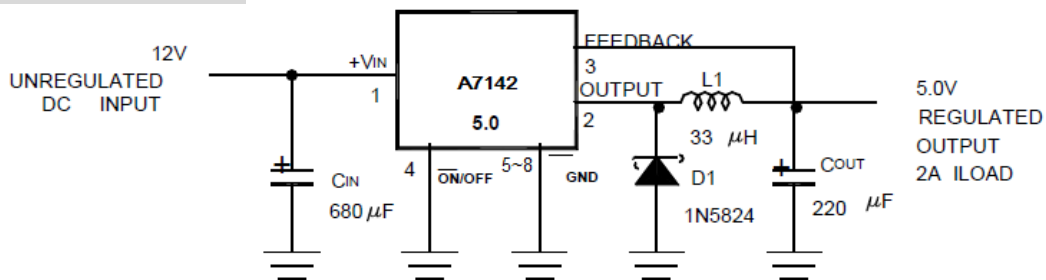 12V
UNREGULATED
DC INPUT
+VIN
1
A7142
5.0
FEEDBACK
3
OUTPUT
2
L1
33 μH
5.0V
REGULATED
OUTPUT
2A ILOAD
+
CIN
680 μF
4
ON/OFF
5~8
GND
D1
1N5824
+
COUT
220 μF